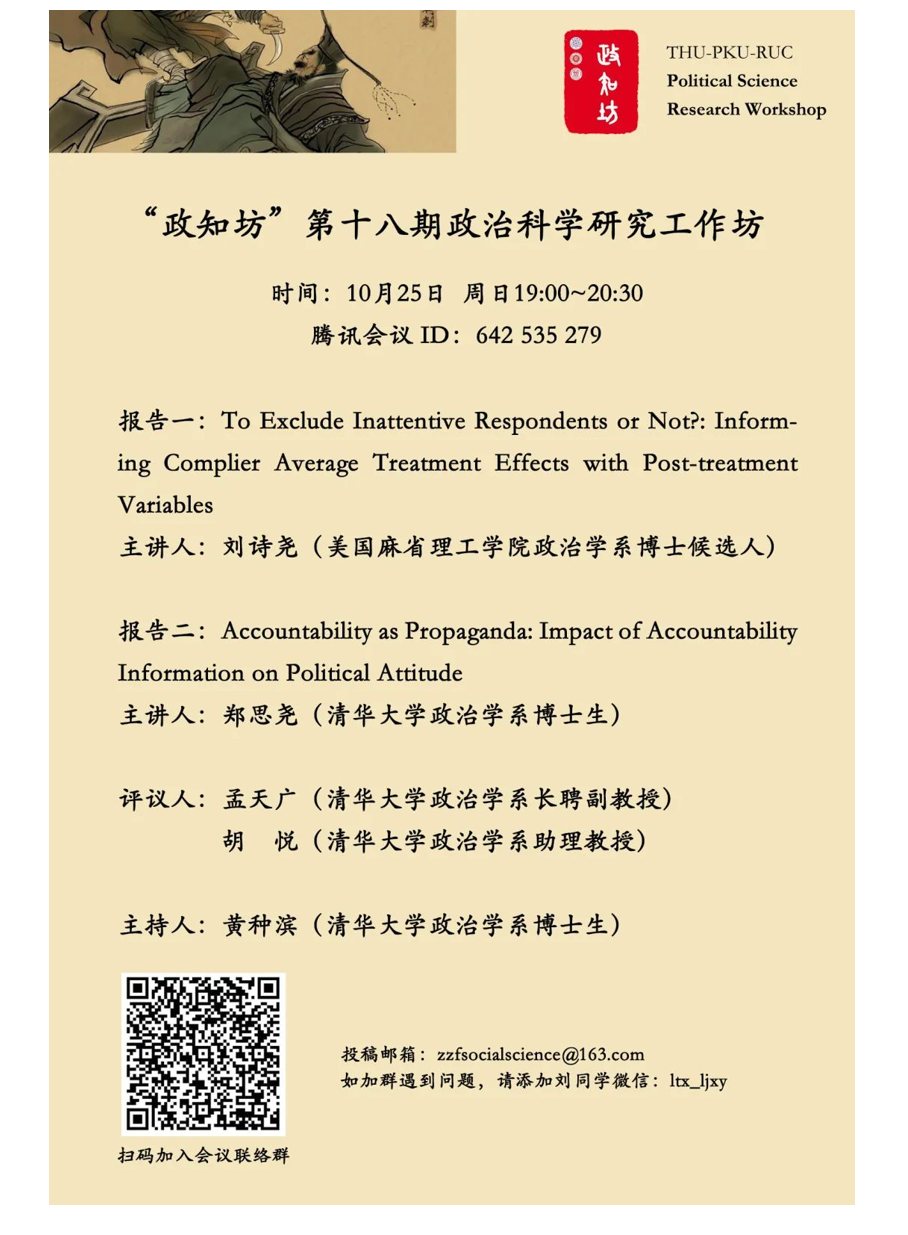 政知坊
THU-PKU-RUC
Political Science
Research Workshop
“政知坊”第十八期政治科学研究工作坊
时间：10月25日 周日19:00~20:30
腾讯会议 ID：642 535 279
报告一：To Exclude Inattentive Respondents or Not?: Inform-
ing Complier Average Treatment Effects with Post-treatment
Variables
主讲人：刘诗尧（美国麻省理工学院政治学系博士候选人）
报告二：Accountability as Propaganda: Impact of Accountability
Information on Political Attitude
主讲人：郑思尧（清华大学政治学系博士生）
评议人：孟天广（清华大学政治学系长聘副教授）
胡　悦（清华大学政治学系助理教授）
主持人：黄种滨（清华大学政治学系博士生）
投稿邮箱：zzfsocialscience@163.com
如加群遇到问题，请添加刘同学微信：ltx_ljxy
扫码加入会议联络群